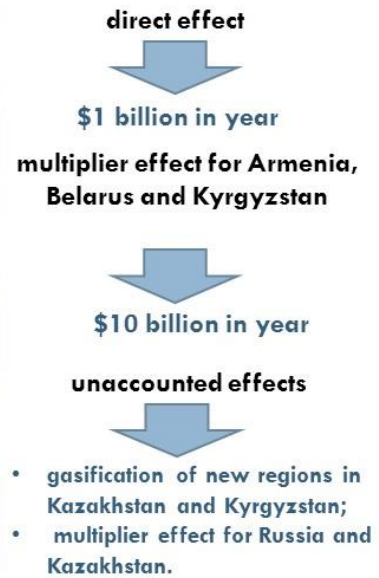 direct effect
$1 billion in year
multiplier effect for Armenia,
Belarus and Kyrgyzstan
$10 billion in year
unaccounted effects
• gasification of new regions in
Kazakhstan and Kyrgyzstan;
• multiplier effect for Russia and
Kazakhstan.